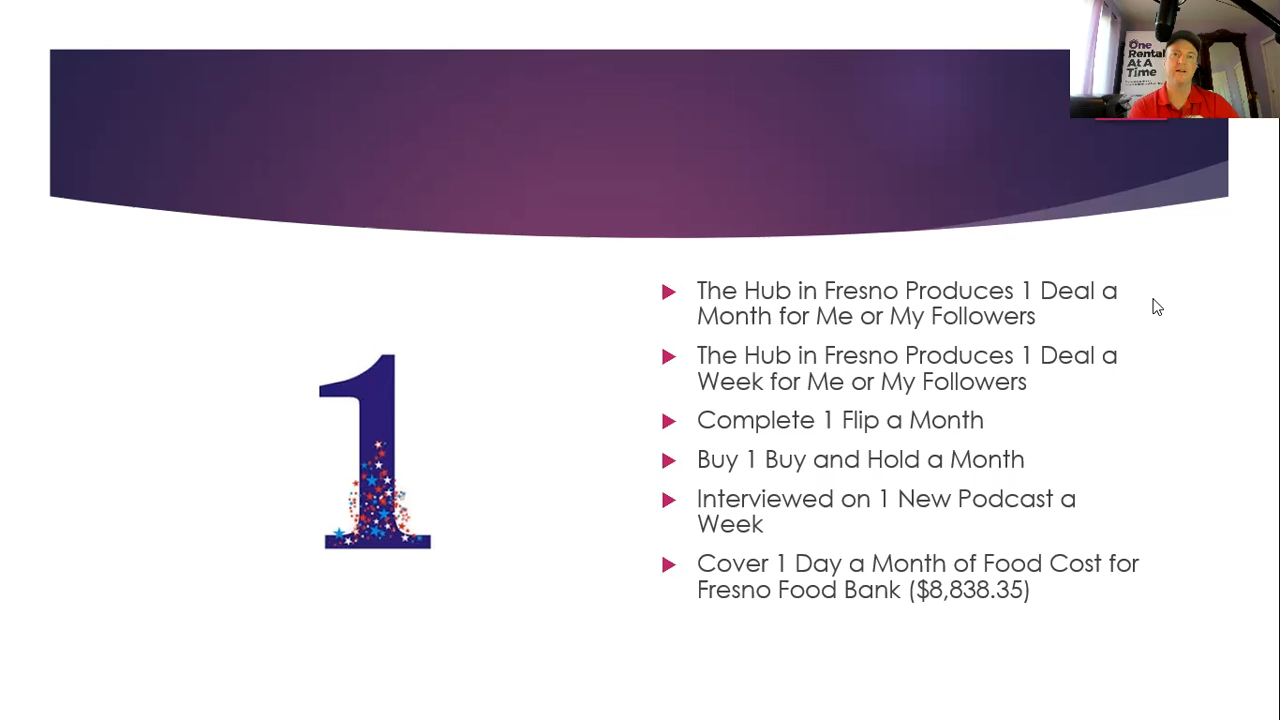 One
Rental
At A
Time
1
The Hub in Fresno Produces 1 Deal a
Month for Me or My Followers
The Hub in Fresno Produces 1 Deal a
Week for Me or My Followers
Complete 1 Flip a Month
Buy 1 Buy and Hold a Month
Interviewed on 1 New Podcast a
Week
Cover 1 Day a Month of Food Cost for
Fresno Food Bank ($8,838.35)